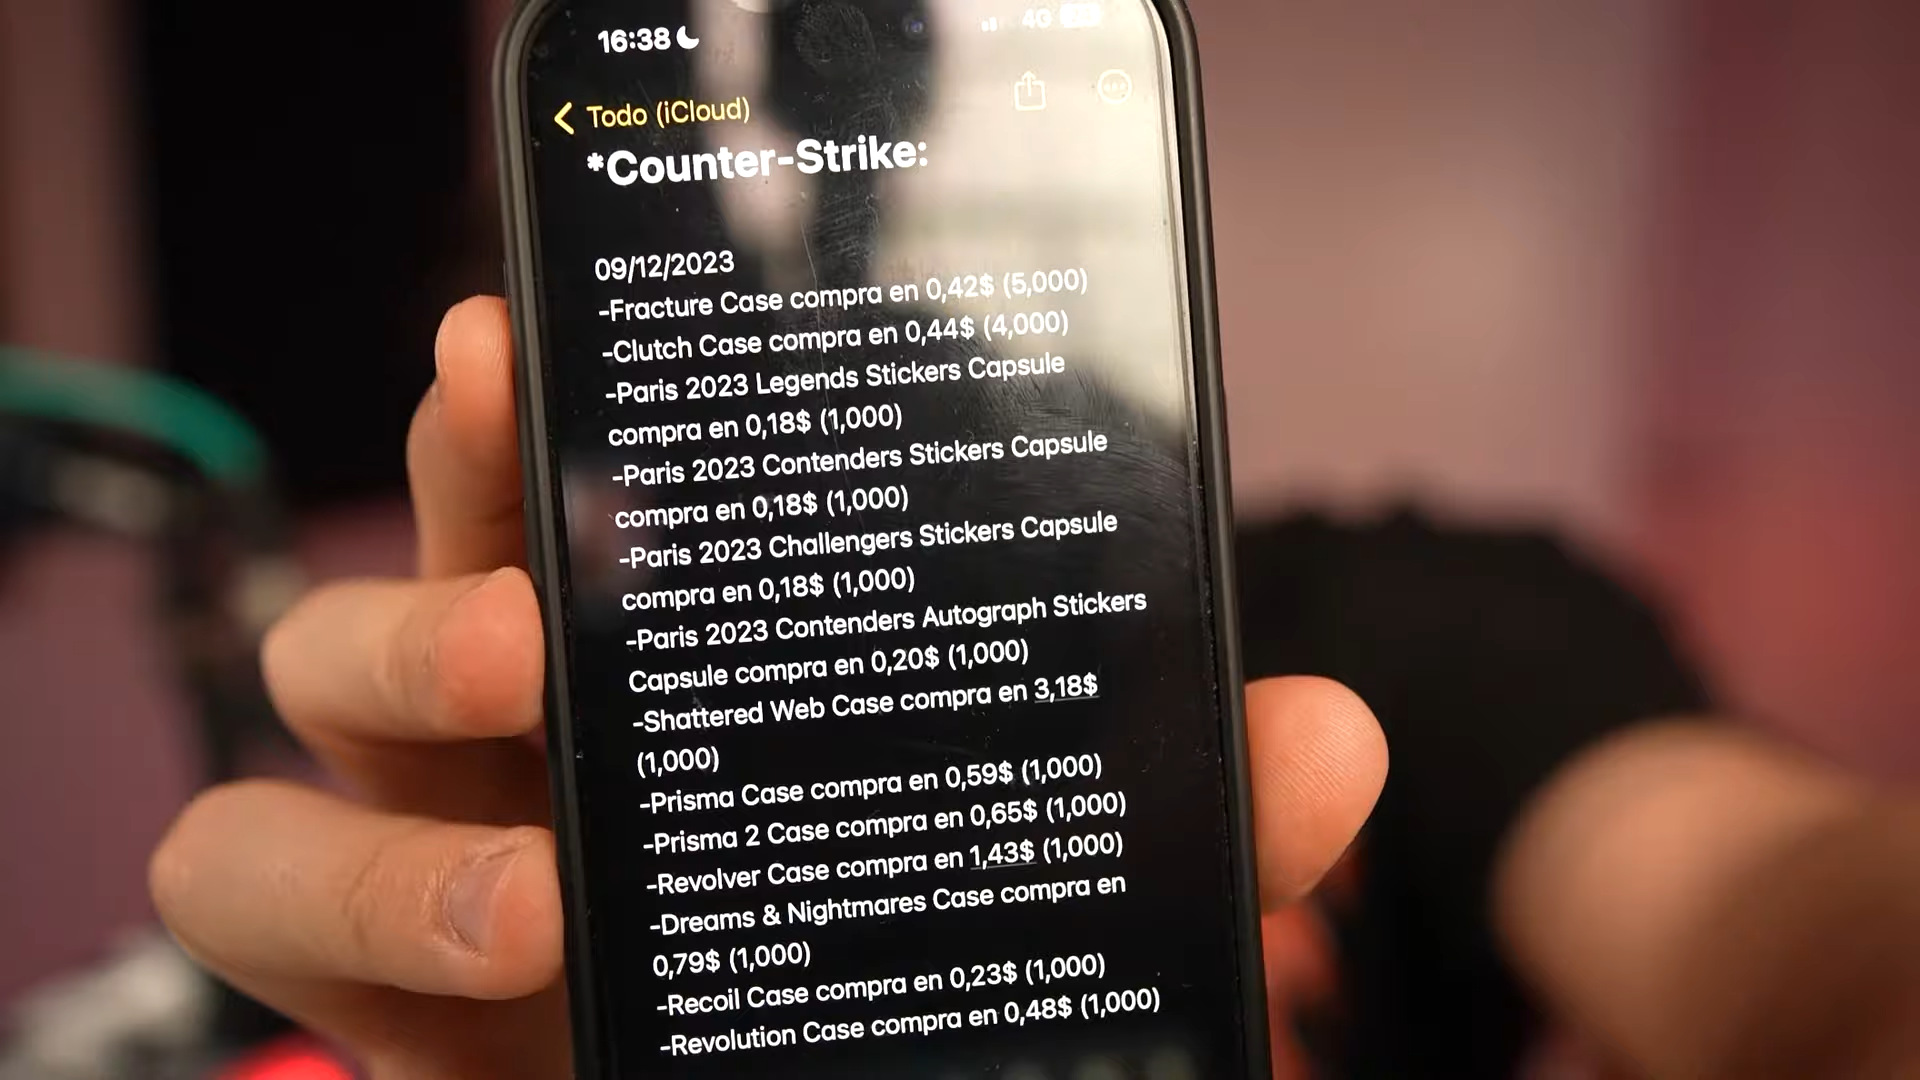 16:38
4G
Todo (iCloud)
*Counter-Strike:
09/12/2023
-Fracture Case compra en 0,42$ (5,000)
-Clutch Case compra en 0,44$ (4,000)
-Paris 2023 Legends Stickers Capsule
compra en 0,18$ (1,000)
-Paris 2023 Contenders Stickers Capsule
compra en 0,18$ (1,000)
-Paris 2023 Challengers Stickers Capsule
compra en 0,18$ (1,000)
-Paris 2023 Contenders Autograph Stickers
Capsule compra en 0,20$ (1,000)
-Shattered Web Case compra en 3,18$
(1,000)
-Prisma Case compra en 0,59$ (1,000)
-Prisma 2 Case compra en 0,65$ (1,000)
-Revolver Case compra en 1,43$ (1,000)
-Dreams & Nightmares Case compra en
0,79$ (1,000)
-Recoil Case compra en 0,23$ (1,000)
-Revolution Case compra en 0,48$ (1,000)